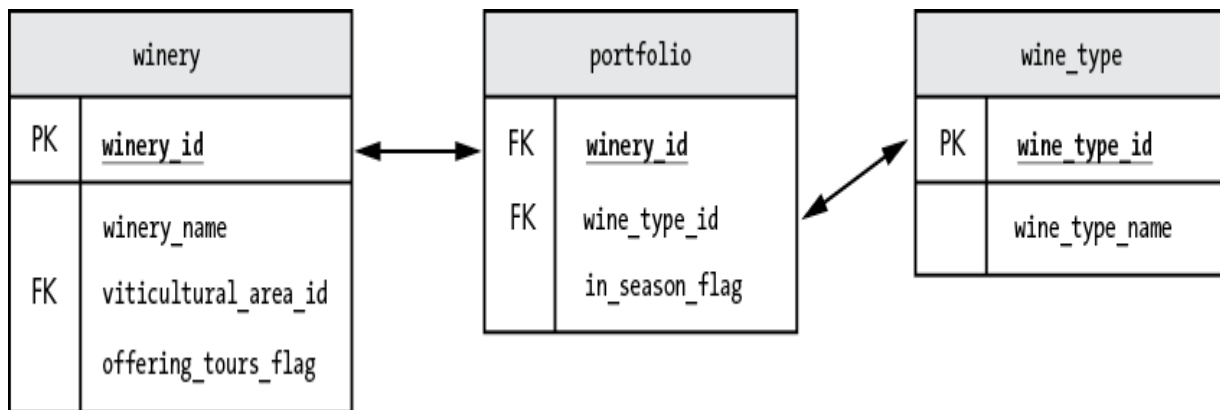 winery
PK winery_id
winery_name
FK viticultural_area_id
offering_tours_flag
portfolio
FK winery_id
FK wine_type_id
in_season_flag
wine_type
PK wine_type_id
wine_type_name